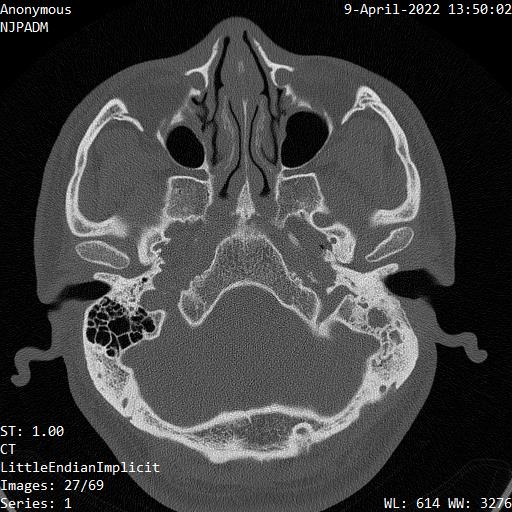 Anonymous
NJPADM
9-April-2022 13:50:02
ST: 1.00
CT
LittleEndianImplicit
Images: 27/69
Series: 1
WL: 614 WW: 3276